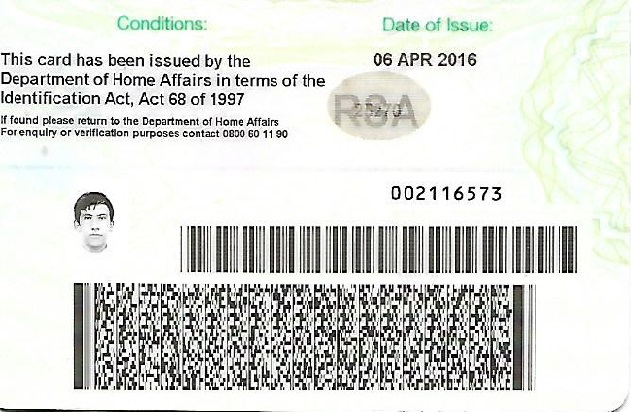 Conditions:
Date of Issue:
This card has been issued by the
Department of Home Affairs in terms of the
Identification Act, Act 68 of 1997
If found please return to the Department of Home Affairs
For enquiry or verification purposes contact 0800 60 11 90
06 APR 2016
RSA
002116573